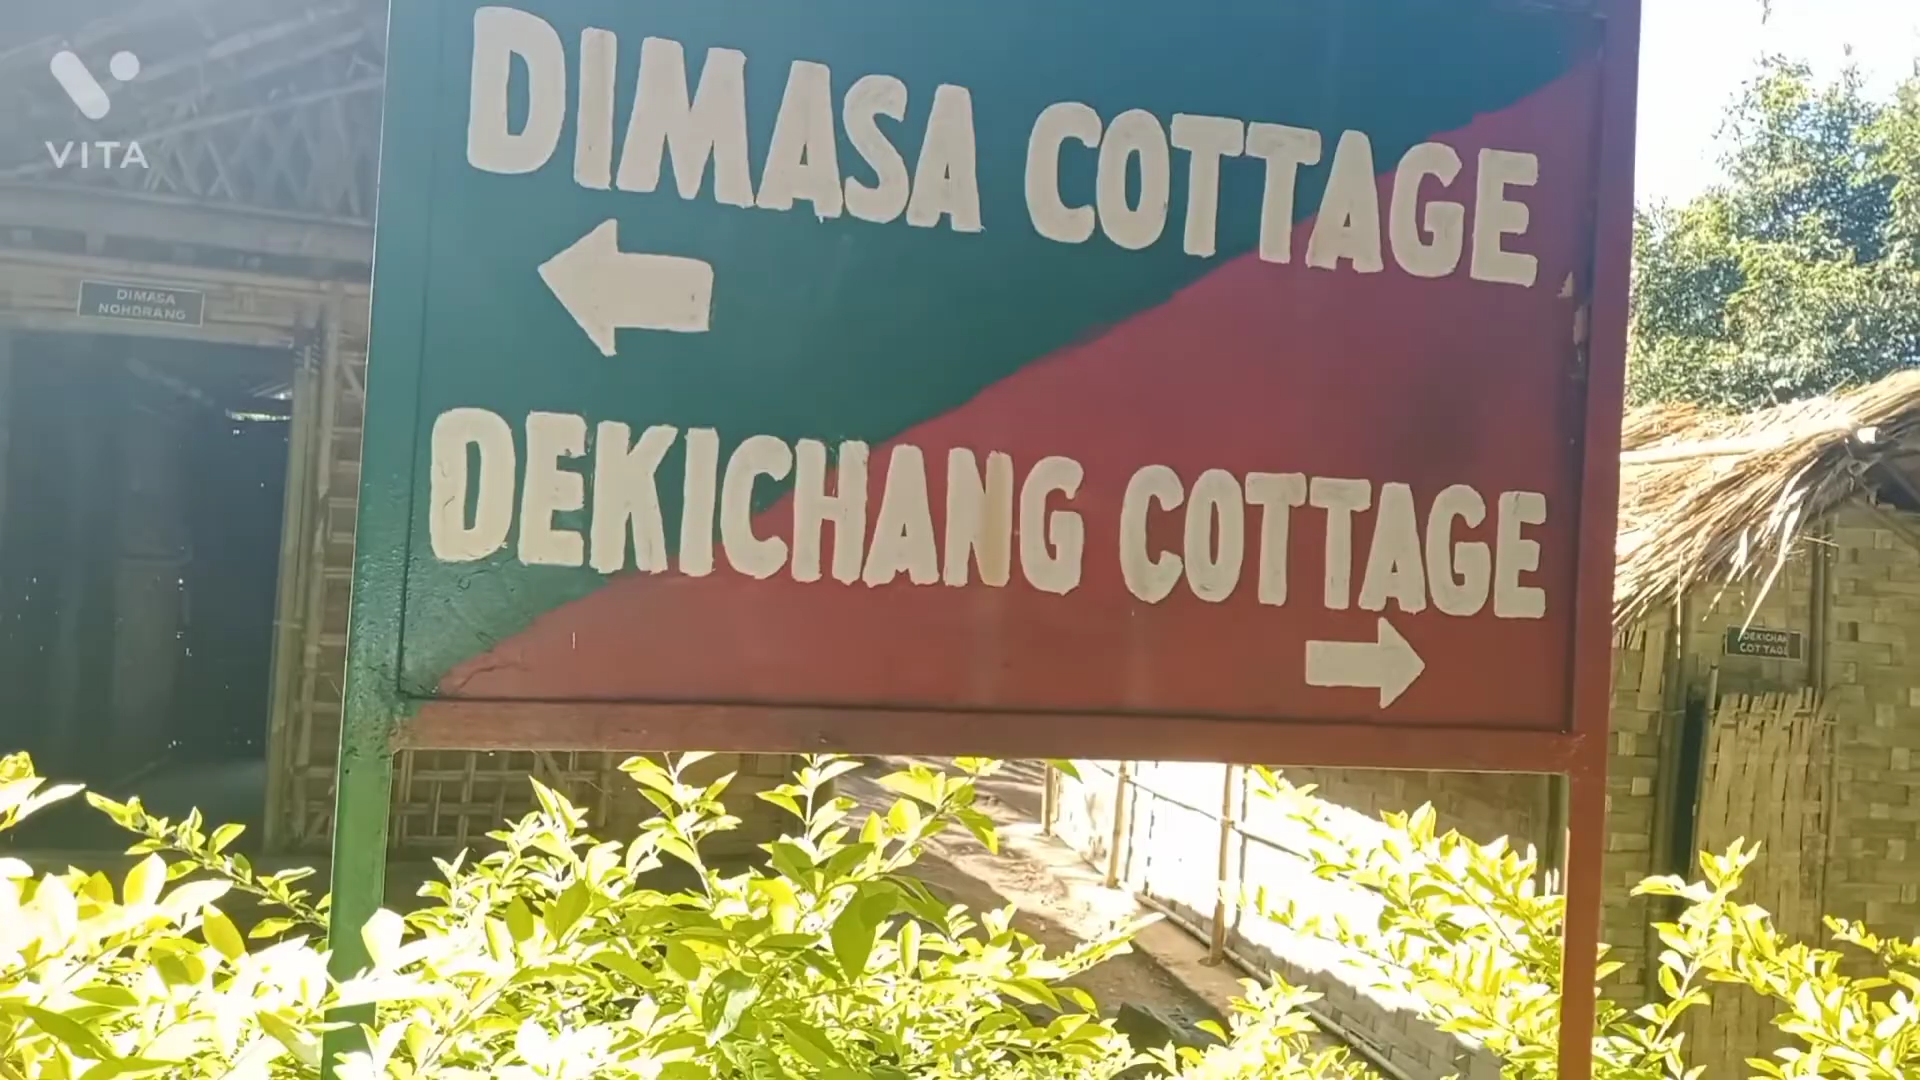 VITA
DIMASA COTTAGE
DIMASA
NOHDRANG
DEKICHANG COTTAGE
DEKICHANG
COTTAGE